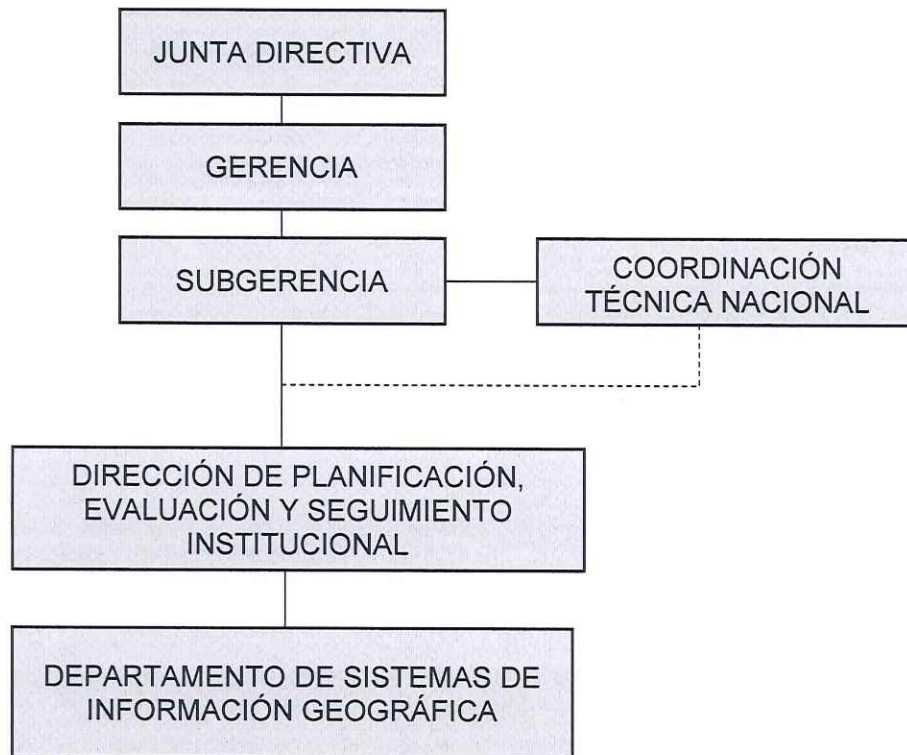 JUNTA DIRECTIVA
GERENCIA
SUBGERENCIA
COORDINACIÓN
TÉCNICA NACIONAL
DIRECCIÓN DE PLANIFICACIÓN,
EVALUACIÓN Y SEGUIMIENTO
INSTITUCIONAL
DEPARTAMENTO DE SISTEMAS DE
INFORMACIÓN GEOGRÁFICA